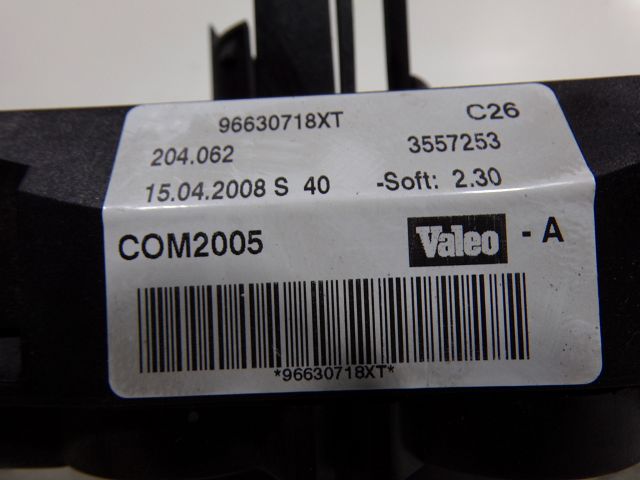 96630718XT C26
204.062 3557253
15.04.2008 S 40 -Soft: 2.30
COM2005 Valeo - A
*96630718XT*